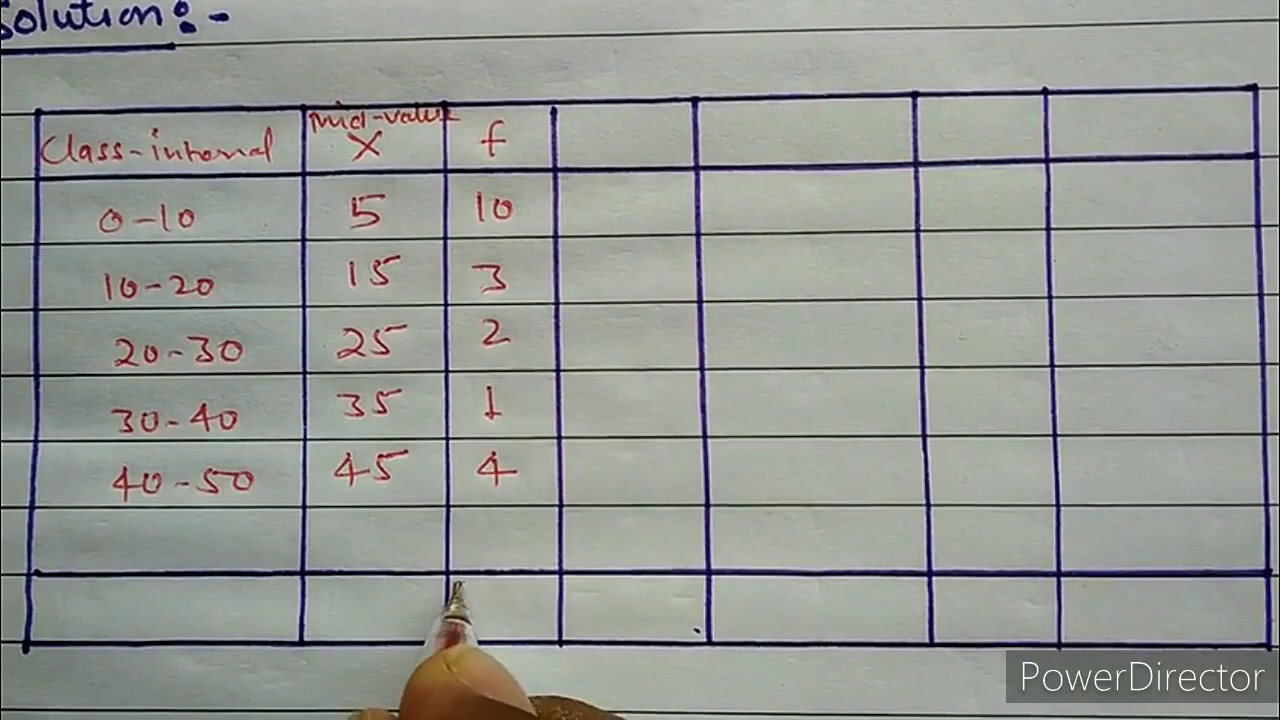 Solution:-
Mid-value
Class-interval X f
0-10 5 10
10-20 15 3
20-30 25 2
30-40 35 1
40-50 45 4
PowerDirector